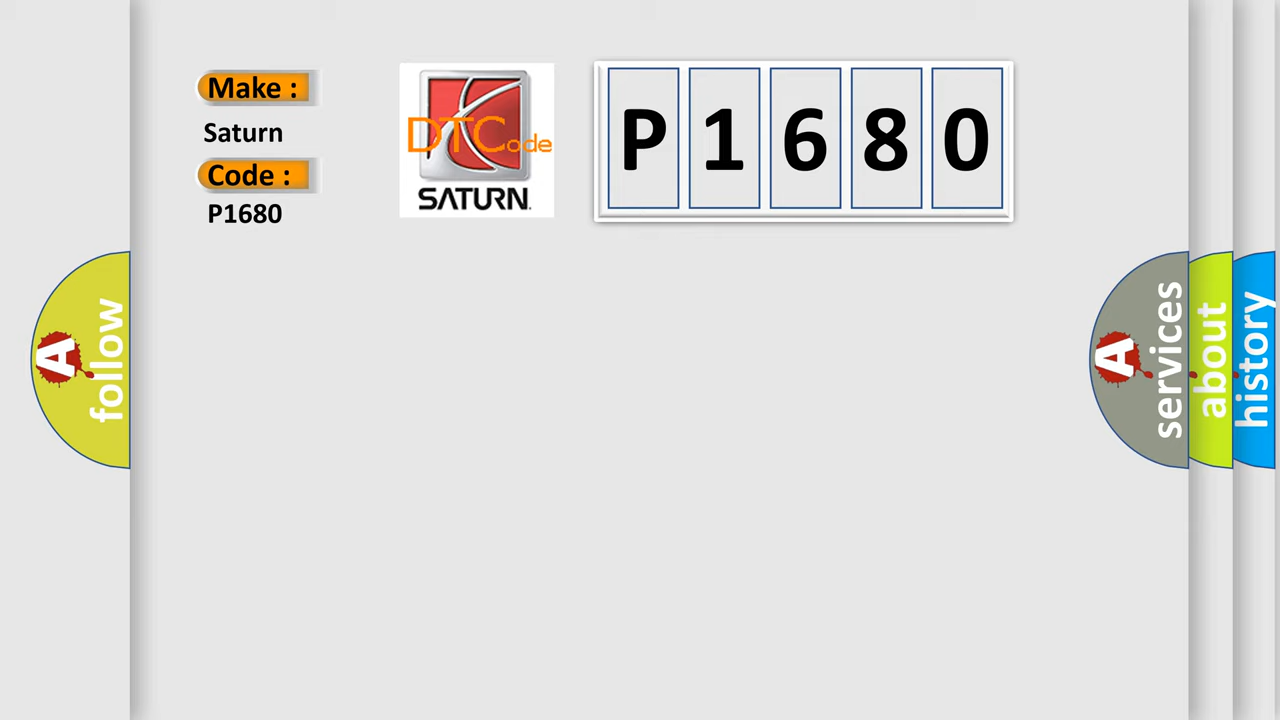 Make :
Saturn
Code :
P1680
DTCode
SATURN
P 1 6 8 0
A follow
A services
about
history